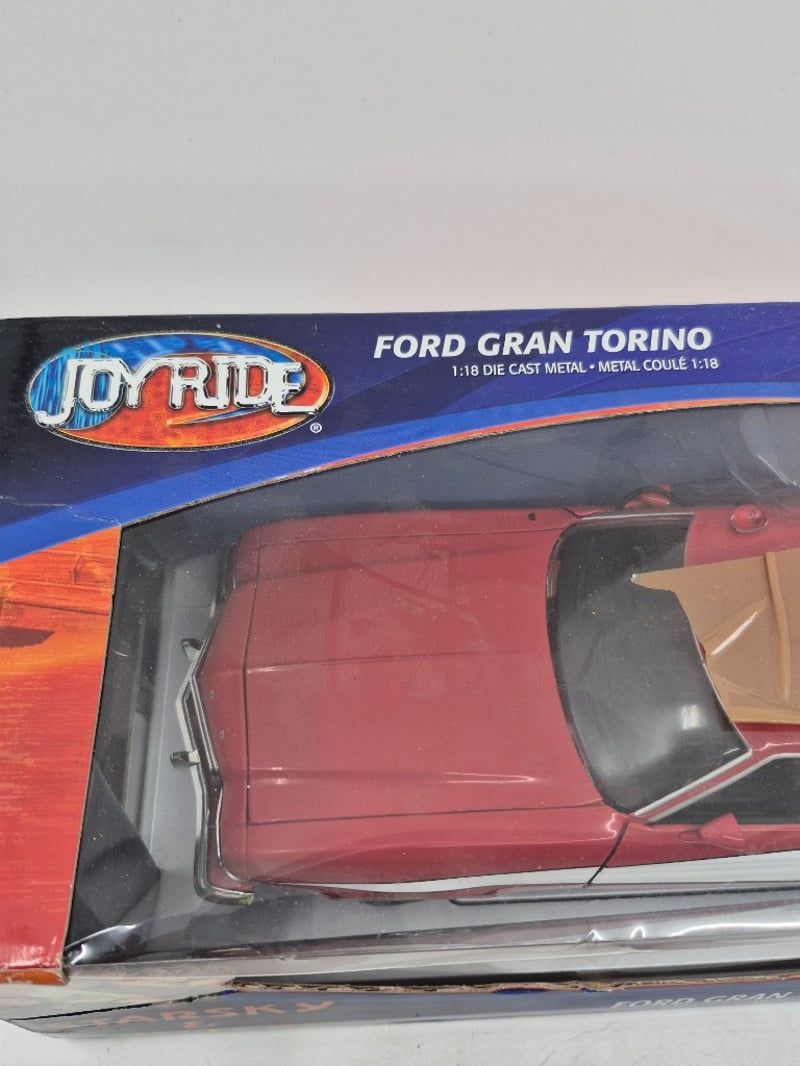 JOYRIDE
®
FORD GRAN TORINO
1:18 DIE CAST METAL • METAL COULÉ 1:18
STARSKY
&
FORD GRAN